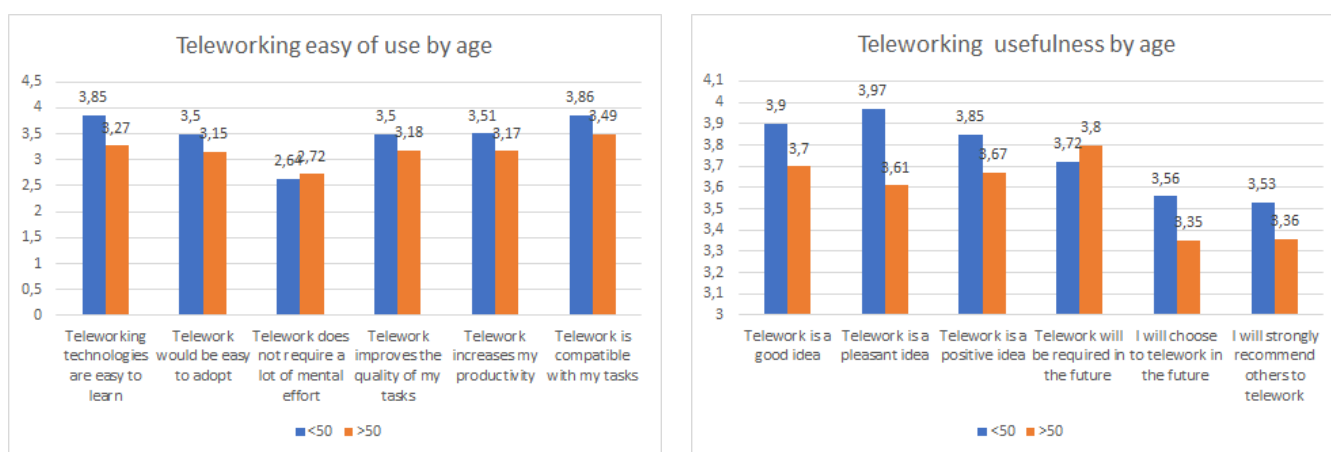 Teleworking easy of use by age
4,5
4
3,5
3
2,5
2
1,5
1
0,5
0
3,85
3,27
3,5
3,15
2,64
2,72
3,5
3,18
3,51
3,17
3,86
3,49
Teleworking
technologies
are easy to
learn
Telework
would be easy
to adopt
Telework does
not require a
lot of mental
effort
Telework
improves the
quality of my
tasks
Telework
increases my
productivity
Telework is
compatible
with my tasks
<50 >50
Teleworking usefulness by age
4,1
4
3,9
3,8
3,7
3,6
3,5
3,4
3,3
3,2
3,1
3
3,9
3,7
3,97
3,61
3,85
3,67
3,72
3,8
3,56
3,35
3,53
3,36
Telework is a
good idea
Telework is a
pleasant idea
Telework is a
positive idea
Telework will
be required in
the future
I will choose
to telework in
the future
I will strongly
recommend
others to
telework
<50 >50